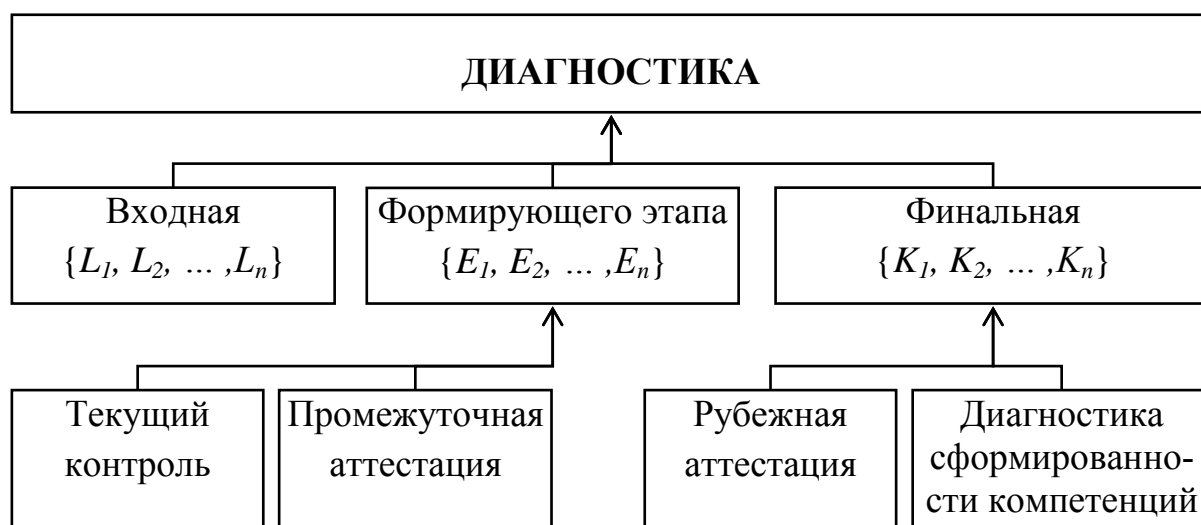 ДИАГНОСТИКА
Входная
{L1, L2, ... ,Ln}
Формирующего этапа
{E1, E2, ... ,En}
Финальная
{K1, K2, ... ,Kn}
Текущий
контроль
Промежуточная
аттестация
Рубежная
аттестация
Диагностика
сформированно-
сти компетенций